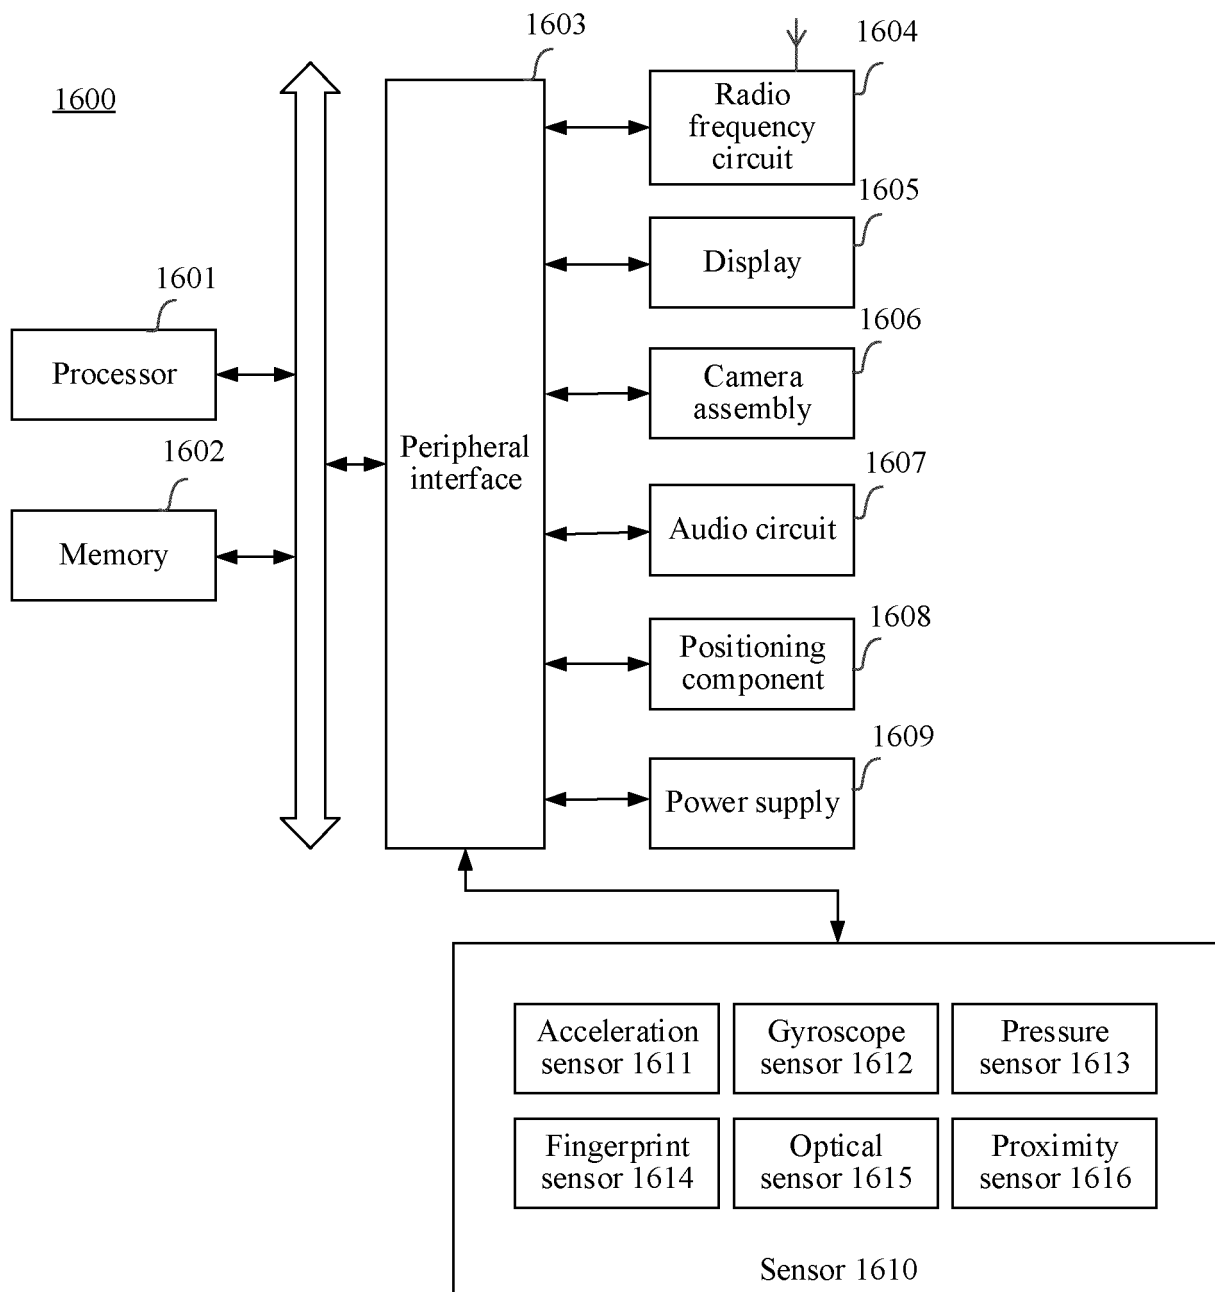 1600
1603
1604
Radio
frequency
circuit
1605
Display
1601
Processor
1606
Camera
assembly
1602
Memory
Peripheral
interface
1607
Audio circuit
1608
Positioning
component
1609
Power supply
Acceleration
sensor 1611
Gyroscope
sensor 1612
Pressure
sensor 1613
Fingerprint
sensor 1614
Optical
sensor 1615
Proximity
sensor 1616
Sensor 1610